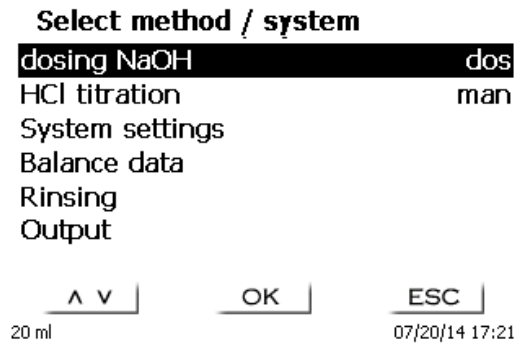 Select method / system
dosing NaOH dos
HCl titration man
System settings
Balance data
Rinsing
Output
∧ ∨ OK ESC
20 ml 07/20/14 17:21